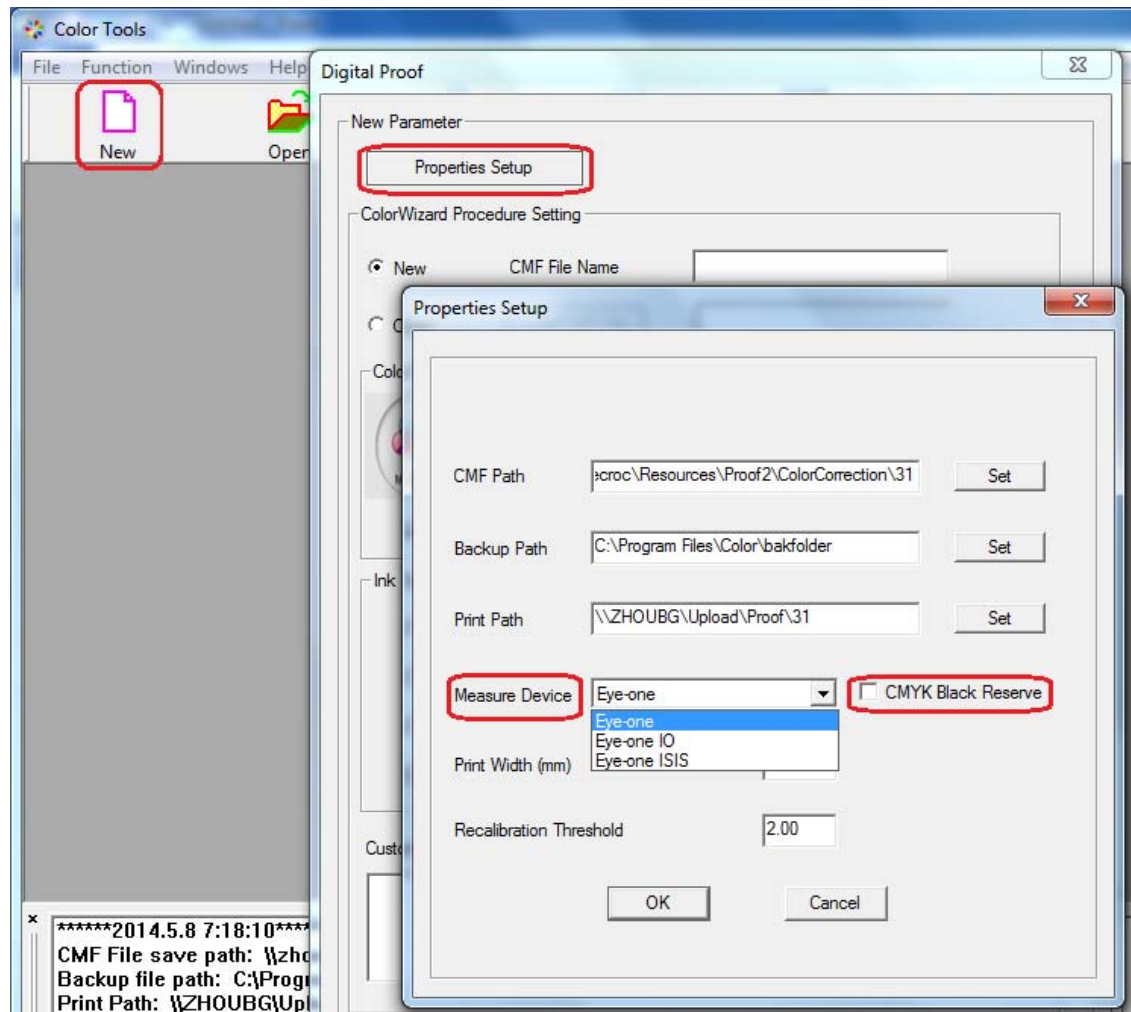 Color Tools
File Function Windows Help
New
Open
Digital Proof
New Parameter
Properties Setup
ColorWizard Procedure Setting
New CMF File Name
Properties Setup
CMF Path ecroc\Resources\Proof2\ColorCorrection\31 Set
Backup Path C:\Program Files\Color\bakfolder Set
Print Path \\ZHOUBG\Upload\Proof\31 Set
Measure Device Eye-one CMYK Black Reserve
Eye-one
Eye-one IO
Eye-one ISIS
Print Width (mm)
Recalibration Threshold 2.00
OK Cancel
Ink
******2014.5.8 7:18:10****
CMF File save path: \\zho
Backup file path: C:\Progr
Print Path: \\ZHOUBG\Upl